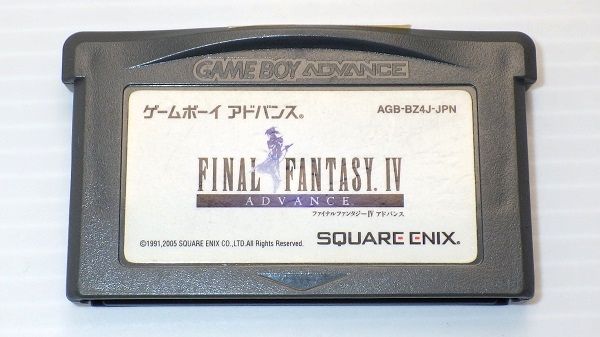 GAME BOY ADVANCE
ゲームボーイ アドバンス® AGB-BZ4J-JPN
FINAL FANTASY. IV
ADVANCE
ファイナルファンタジーIV アドバンス
©1991,2005 SQUARE ENIX CO.,LTD.All Rights Reserved. SQUARE ENIX.